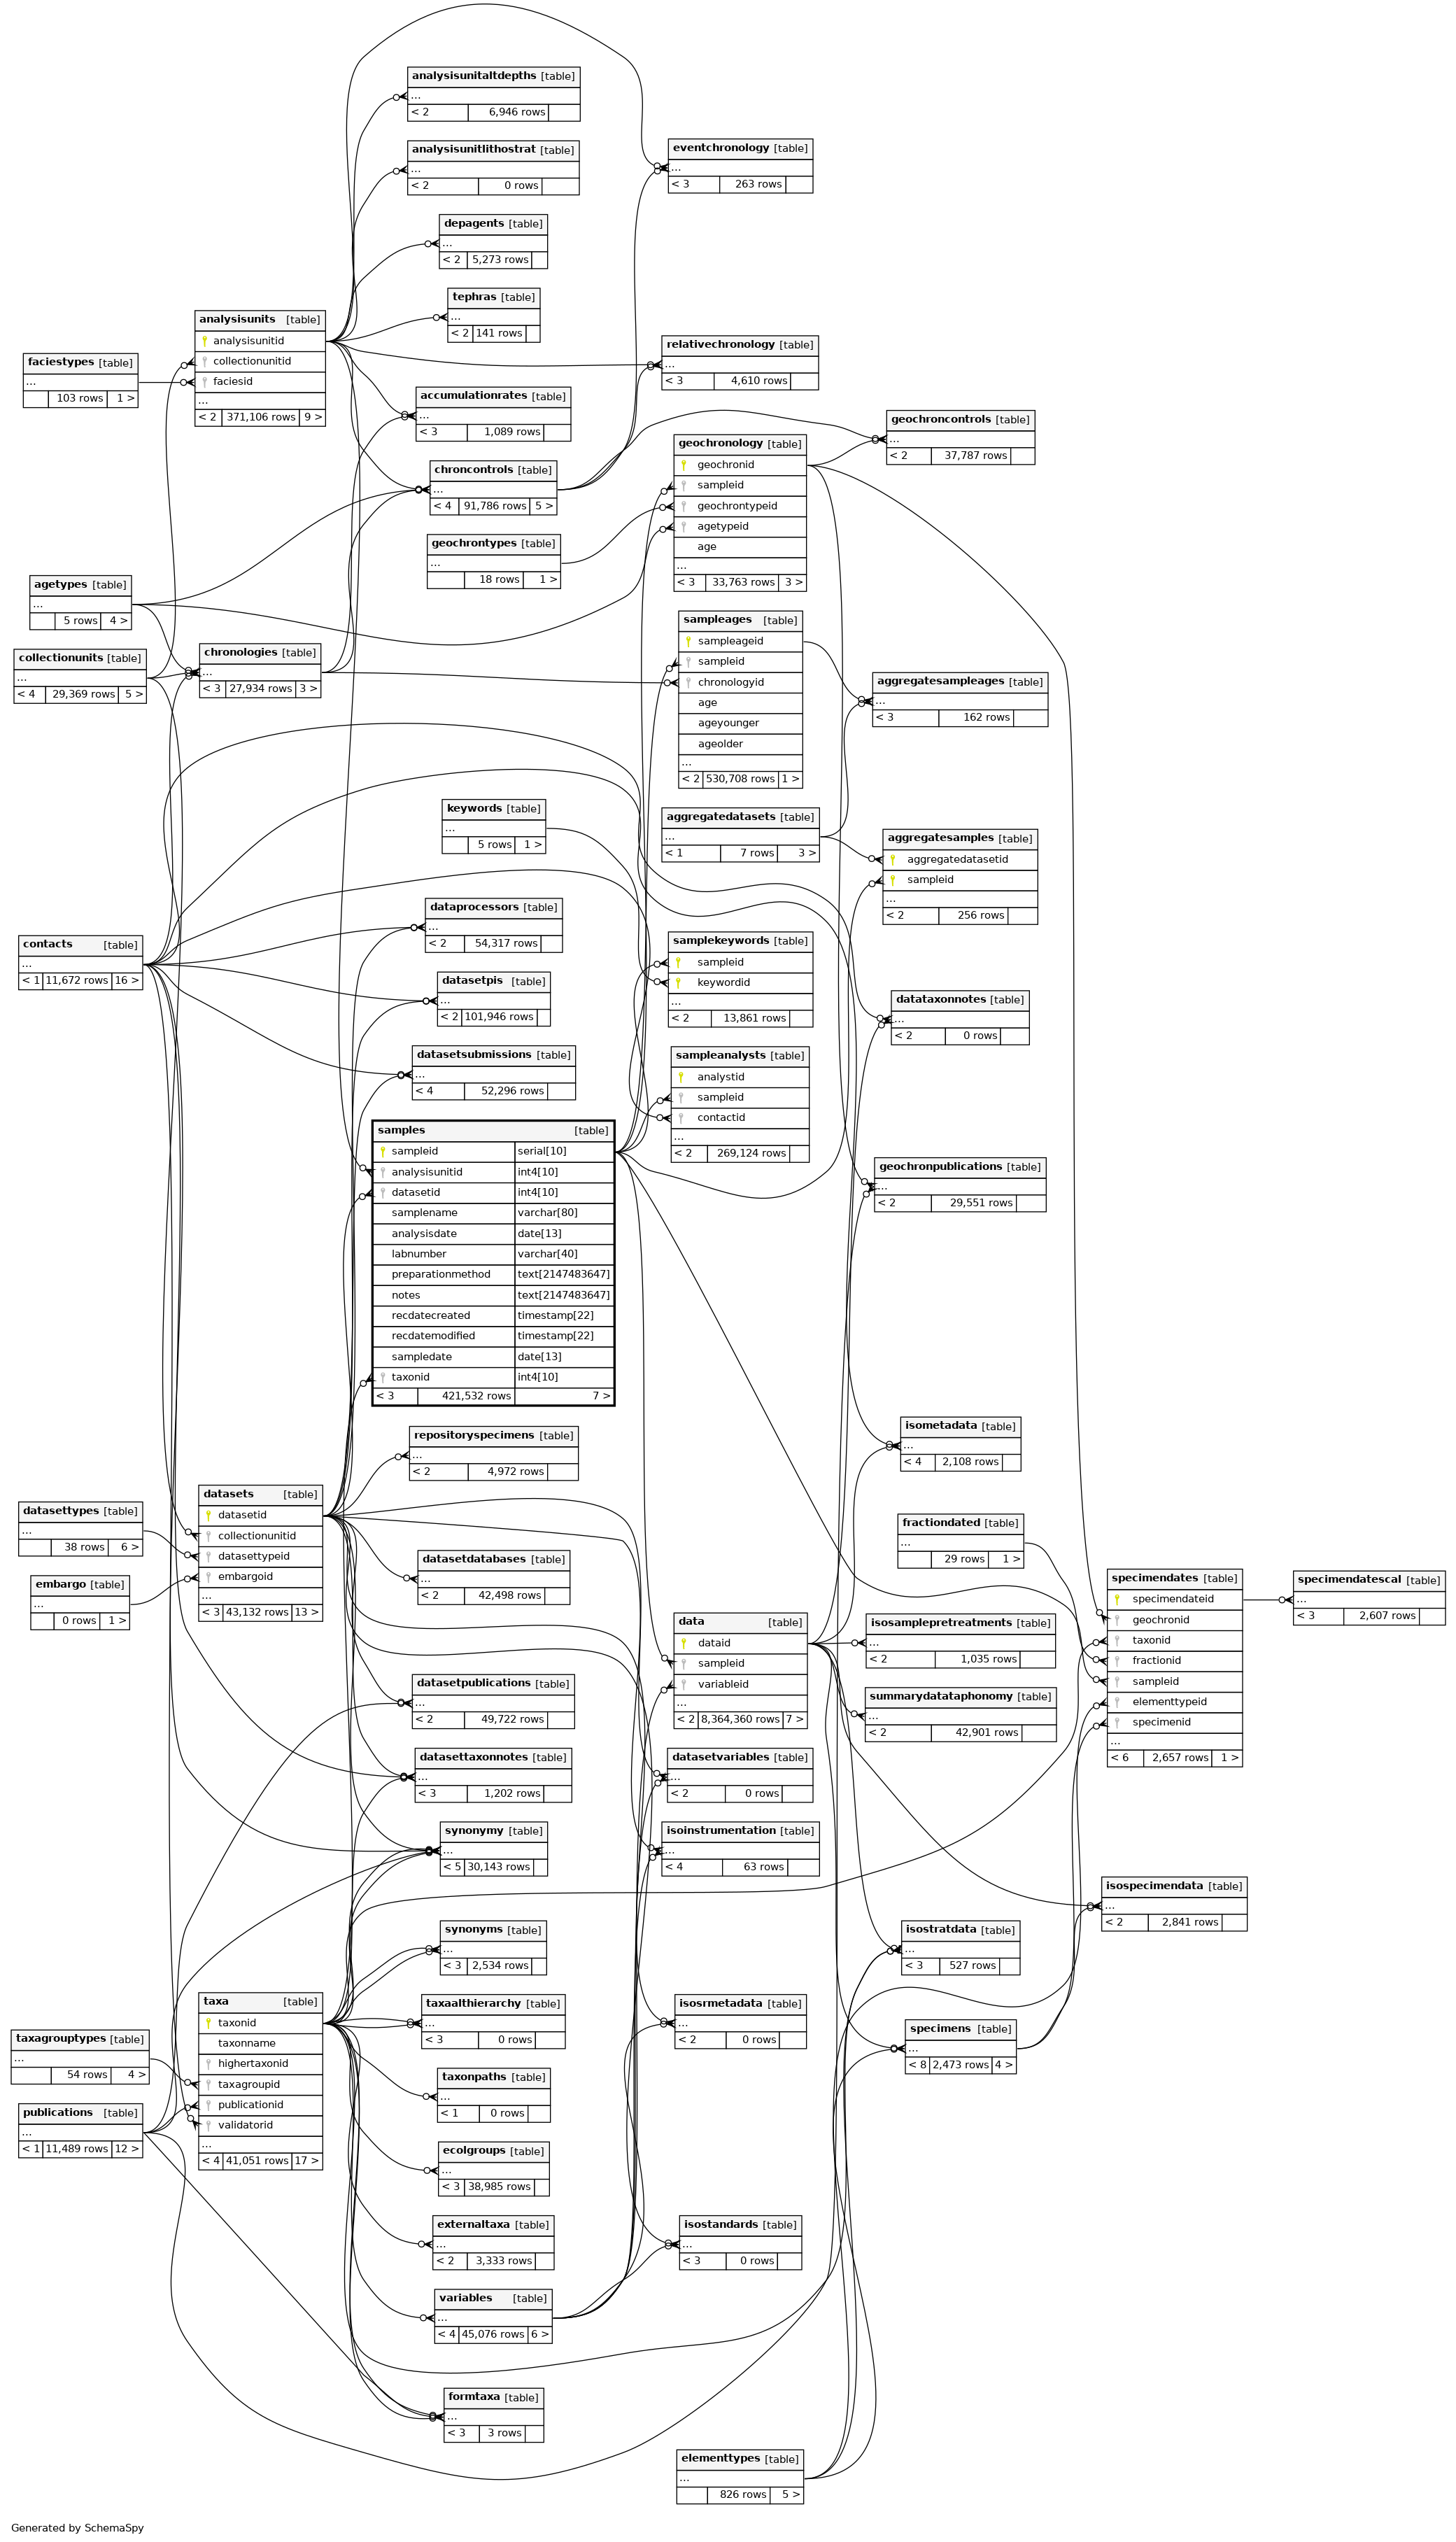 analysisunitaltdepths [table]
...
< 2 6,946 rows
analysisunitlithostrat [table]
...
< 2 0 rows
eventchronology [table]
...
< 3 263 rows
depagents [table]
...
< 2 5,273 rows
tephras [table]
...
< 2 141 rows
analysisunits [table]
analysisunitid
collectionunitid
faciesid
...
< 2 371,106 rows 9 >
faciestypes [table]
...
103 rows 1 >
relativechronology [table]
...
< 3 4,610 rows
accumulationrates [table]
...
< 3 1,089 rows
geochroncontrols [table]
...
< 2 37,787 rows
geochronology [table]
geochronid
sampleid
geochrontypeid
agetypeid
age
...
< 3 33,763 rows 3 >
chroncontrols [table]
...
< 4 91,786 rows 5 >
geochrontypes [table]
...
18 rows 1 >
agetypes [table]
...
5 rows 4 >
sampleages [table]
sampleageid
sampleid
chronologyid
age
ageyounger
ageolder
...
< 2 530,708 rows 1 >
collectionunits [table]
...
< 4 29,369 rows 5 >
chronologies [table]
...
< 3 27,934 rows 3 >
aggregatesampleages [table]
...
< 3 162 rows
keywords [table]
...
5 rows 1 >
aggregatedatasets [table]
...
< 1 7 rows 3 >
aggregatesamples [table]
aggregatedatasetid
sampleid
...
< 2 256 rows
dataprocessors [table]
...
< 2 54,317 rows
contacts [table]
...
< 1 11,672 rows 16 >
samplekeywords [table]
sampleid
keywordid
...
< 2 13,861 rows
datasetpis [table]
...
< 2 101,946 rows
datataxonnotes [table]
...
< 2 0 rows
datasetsubmissions [table]
...
< 4 52,296 rows
sampleanalysts [table]
analystid
sampleid
contactid
...
< 2 269,124 rows
samples [table]
sampleid serial[10]
analysisunitid int4[10]
datasetid int4[10]
samplename varchar[80]
analysisdate date[13]
labnumber varchar[40]
preparationmethod text[2147483647]
notes text[2147483647]
recdatecreated timestamp[22]
recdatemodified timestamp[22]
sampledate date[13]
taxonid int4[10]
< 3 421,532 rows 7 >
geochronpublications [table]
...
< 2 29,551 rows
isometadata [table]
...
< 4 2,108 rows
repositoryspecimens [table]
...
< 2 4,972 rows
datasets [table]
datasetid
collectionunitid
datasettypeid
embargoid
...
< 3 43,132 rows 13 >
datasettypes [table]
...
38 rows 6 >
embargo [table]
...
0 rows 1 >
fractiondated [table]
...
29 rows 1 >
datasetdatabases [table]
...
< 2 42,498 rows
specimendates [table]
specimendateid
geochronid
taxonid
fractionid
sampleid
elementtypeid
specimenid
...
< 6 2,657 rows 1 >
specimendatescal [table]
...
< 3 2,607 rows
data [table]
dataid
sampleid
variableid
...
< 2 8,364,360 rows 7 >
isosamplepretreatments [table]
...
< 2 1,035 rows
datasetpublications [table]
...
< 2 49,722 rows
summarydatataphonomy [table]
...
< 2 42,901 rows
datasettaxonnotes [table]
...
< 3 1,202 rows
datasetvariables [table]
...
< 2 0 rows
synonymy [table]
...
< 5 30,143 rows
isoinstrumentation [table]
...
< 4 63 rows
isospecimendata [table]
...
< 2 2,841 rows
synonyms [table]
...
< 3 2,534 rows
isostratdata [table]
...
< 3 527 rows
taxa [table]
taxonid
taxonname
highertaxonid
taxagroupid
publicationid
validatorid
...
< 4 41,051 rows 17 >
taxaalthierarchy [table]
...
< 3 0 rows
isosrmetadata [table]
...
< 2 0 rows
specimens [table]
...
< 8 2,473 rows 4 >
taxagrouptypes [table]
...
54 rows 4 >
taxonpaths [table]
...
< 1 0 rows
publications [table]
...
< 1 11,489 rows 12 >
ecolgroups [table]
...
< 3 38,985 rows
externaltaxa [table]
...
< 2 3,333 rows
isostandards [table]
...
< 3 0 rows
variables [table]
...
< 4 45,076 rows 6 >
formtaxa [table]
...
< 3 3 rows
elementtypes [table]
...
826 rows 5 >
Generated by SchemaSpy